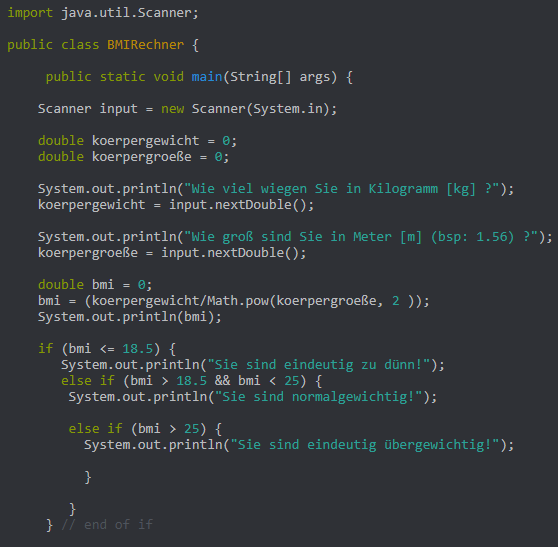 import java.util.Scanner;
public class BMIRechner {
public static void main(String[] args) {
Scanner input = new Scanner(System.in);
double koerpergewicht = 0;
double koerpergroeße = 0;
System.out.println("Wie viel wiegen Sie in Kilogramm [kg] ?");
koerpergewicht = input.nextDouble();
System.out.println("Wie groß sind Sie in Meter [m] (bsp: 1.56) ?");
koerpergroeße = input.nextDouble();
double bmi = 0;
bmi = (koerpergewicht/Math.pow(koerpergroeße, 2 ));
System.out.println(bmi);
if (bmi <= 18.5) {
System.out.println("Sie sind eindeutig zu dünn!");
else if (bmi > 18.5 && bmi < 25) {
System.out.println("Sie sind normalgewichtig!");
else if (bmi > 25) {
System.out.println("Sie sind eindeutig übergewichtig!");
}
}
} // end of if